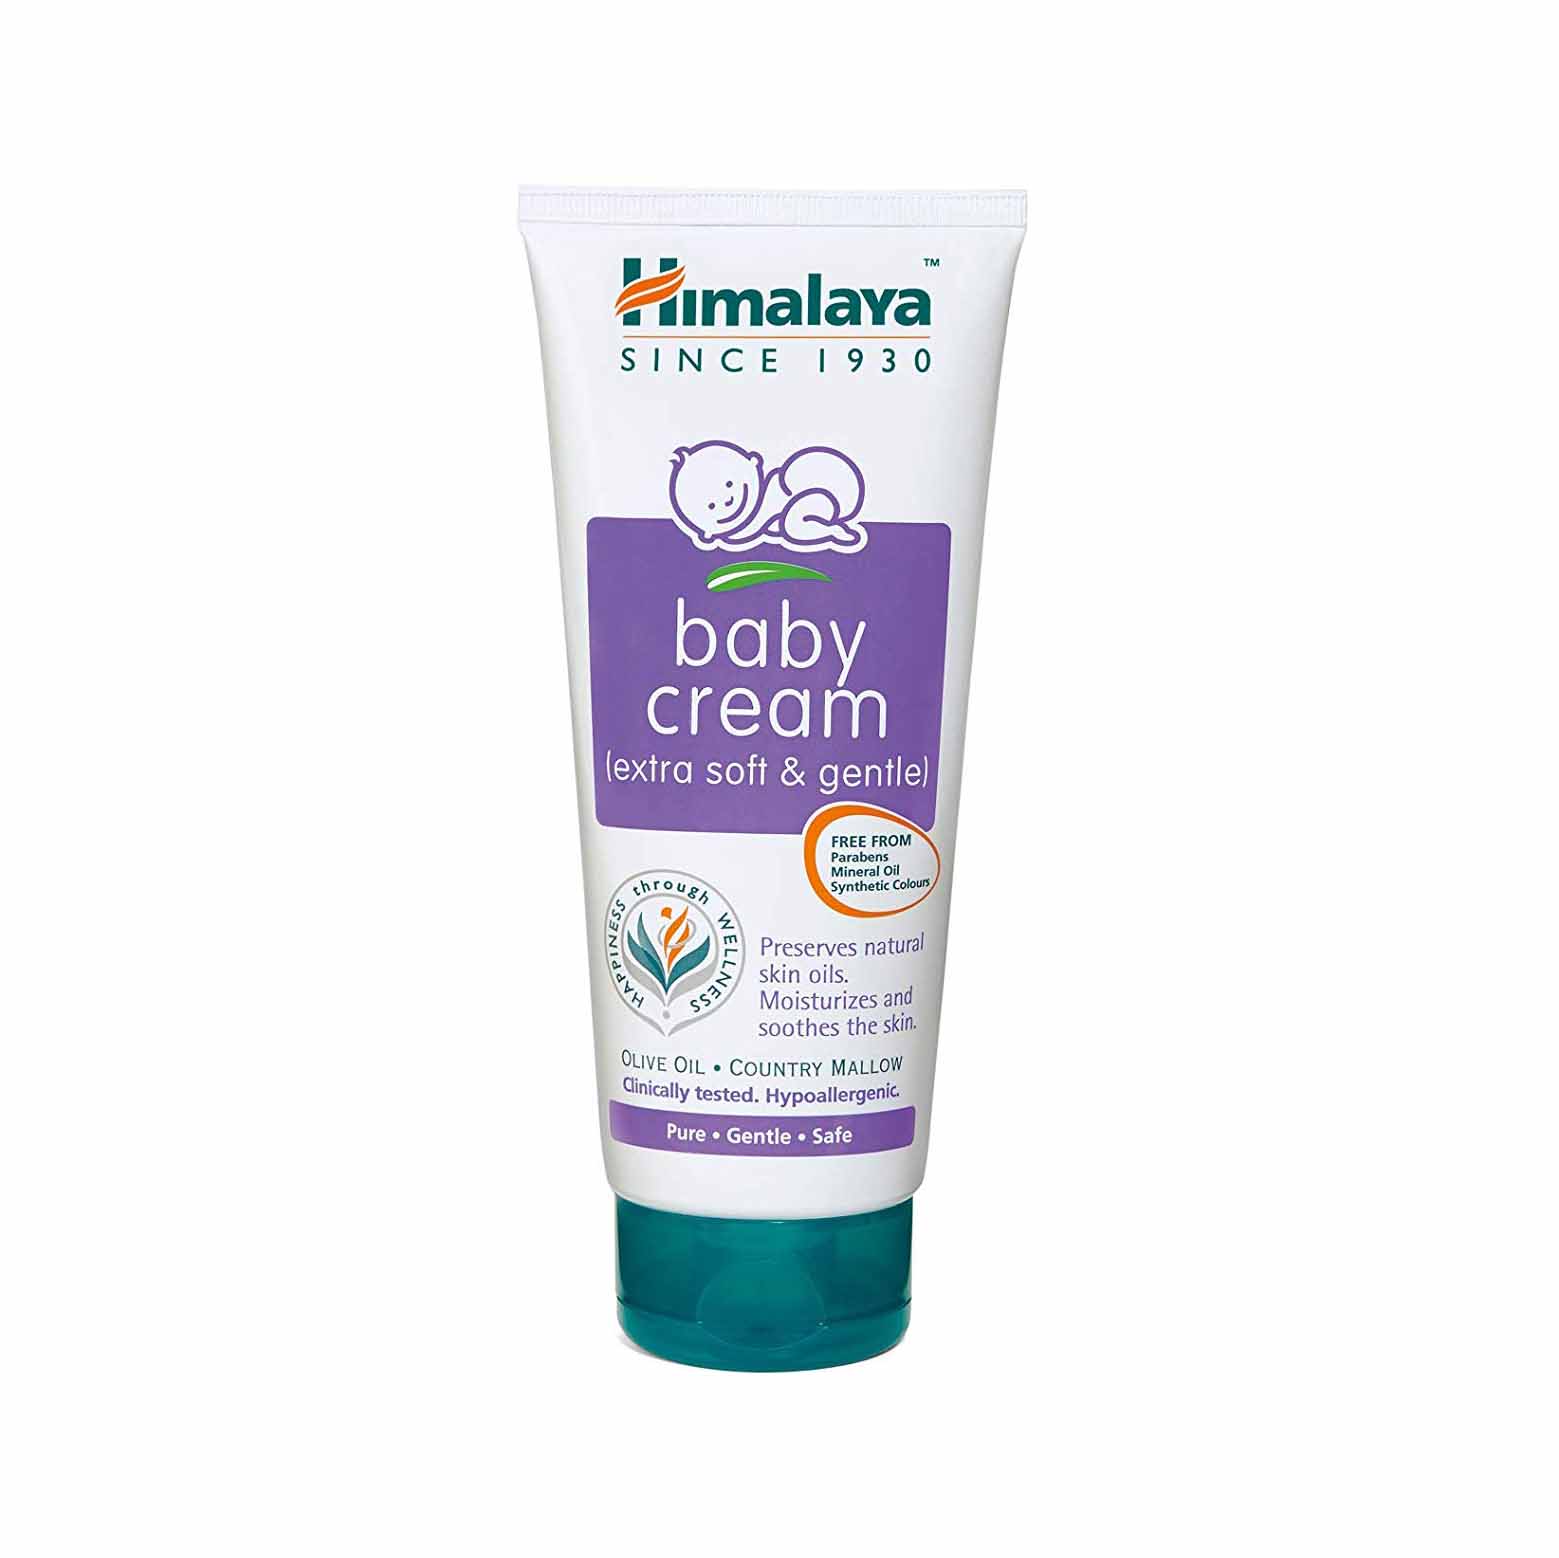 Himalaya™
SINCE 1930
baby
cream
(extra soft & gentle)
FREE FROM
Parabens
Mineral Oil
Synthetic Colours
HAPPINESS through WELLNESS
Preserves natural
skin oils.
Moisturizes and
soothes the skin.
OLIVE OIL • COUNTRY MALLOW
Clinically tested. Hypoallergenic.
Pure • Gentle • Safe